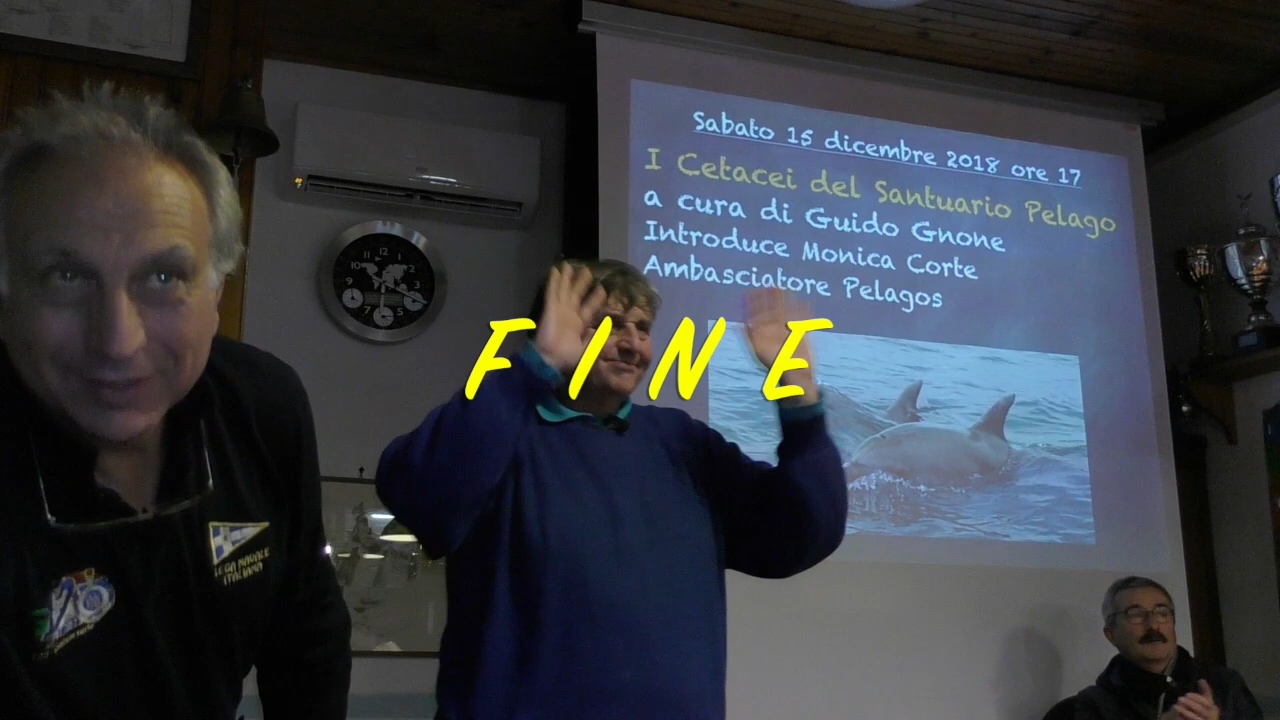 Sabato 15 dicembre 2018 ore 17
I Cetacei del Santuario Pelago
a cura di Guido Gnone
Introduce Monica Corte
Ambasciatore Pelagos
F I N E
LEGA NAVALE
ITALIANA